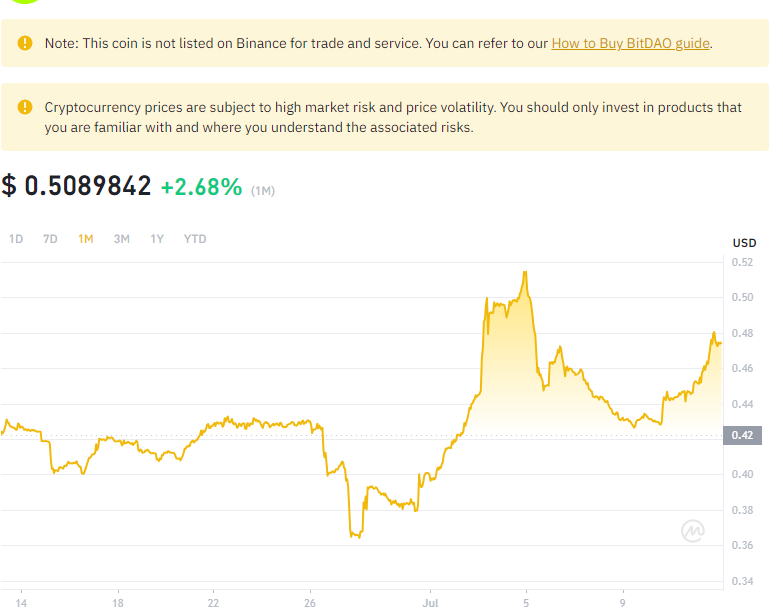 Note: This coin is not listed on Binance for trade and service. You can refer to our How to Buy BitDAO guide.
Cryptocurrency prices are subject to high market risk and price volatility. You should only invest in products that
you are familiar with and where you understand the associated risks.
$ 0.5089842 +2.68% (1M)
1D 7D 1M 3M 1Y YTD
USD
0.52
0.50
0.48
0.46
0.44
0.42
0.40
0.38
0.36
0.34
14 18 22 26 Jul 5 9